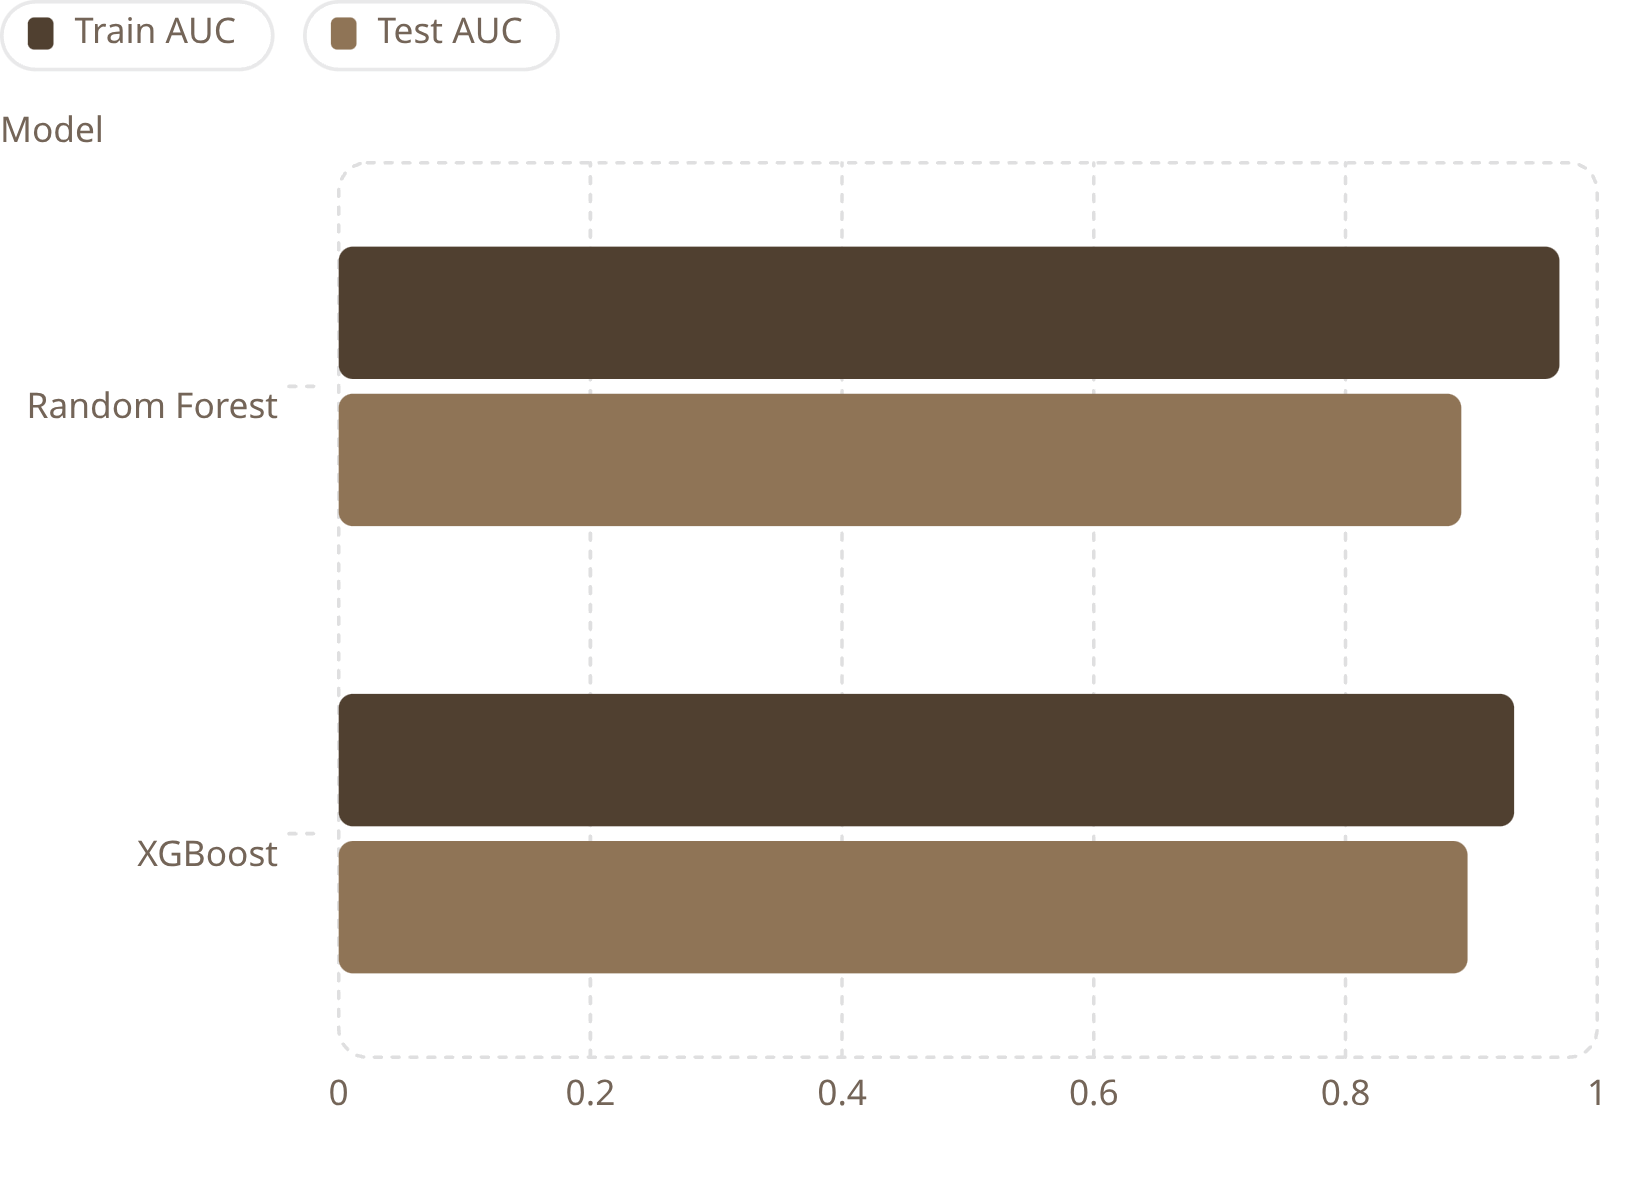 Train AUC Test AUC
Model
Random Forest
XGBoost
0 0.2 0.4 0.6 0.8 1